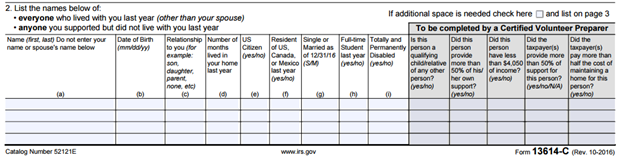 2. List the names below of:
• everyone who lived with you last year (other than your spouse)
• anyone you supported but did not live with you last year
If additional space is needed check here □ and list on page 3
To be completed by a Certified Volunteer Preparer
Name (first, last) Do not enter your
name or spouse's name below
(a)
Date of Birth
(mm/dd/yy)
(b)
Relationship
to you (for
example:
son,
daughter,
parent,
none, etc)
(c)
Number of
months
lived in
your home
last year
(d)
US
Citizen
(yes/no)
(e)
Resident
of US,
Canada,
or Mexico
last year
(yes/no)
(f)
Single or
Married as
of 12/31/16
(S/M)
(g)
Full-time
Student
last year
(yes/no)
(h)
Totally and
Permanently
Disabled
(yes/no)
(i)
Is this
person a
qualifying
child/relative
of any other
person?
(yes/no)
Did this
person
provide
more than
50% of his/
her own
support?
(yes/no)
Did this
person
have less
than $4,050
of income?
(yes/no)
Did the
taxpayer(s)
provide more
than 50% of
support for
this person?
(yes/no/N/A)
Did the
taxpayer(s)
pay more than
half the cost of
maintaining a
home for this
person?
(yes/no)
Catalog Number 52121E
www.irs.gov
Form 13614-C (Rev. 10-2016)